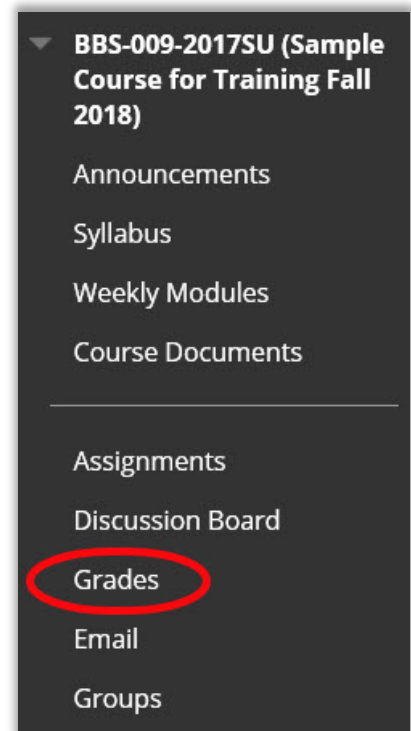 BBS-009-2017SU (Sample
Course for Training Fall
2018)
Announcements
Syllabus
Weekly Modules
Course Documents
Assignments
Discussion Board
Grades
Email
Groups